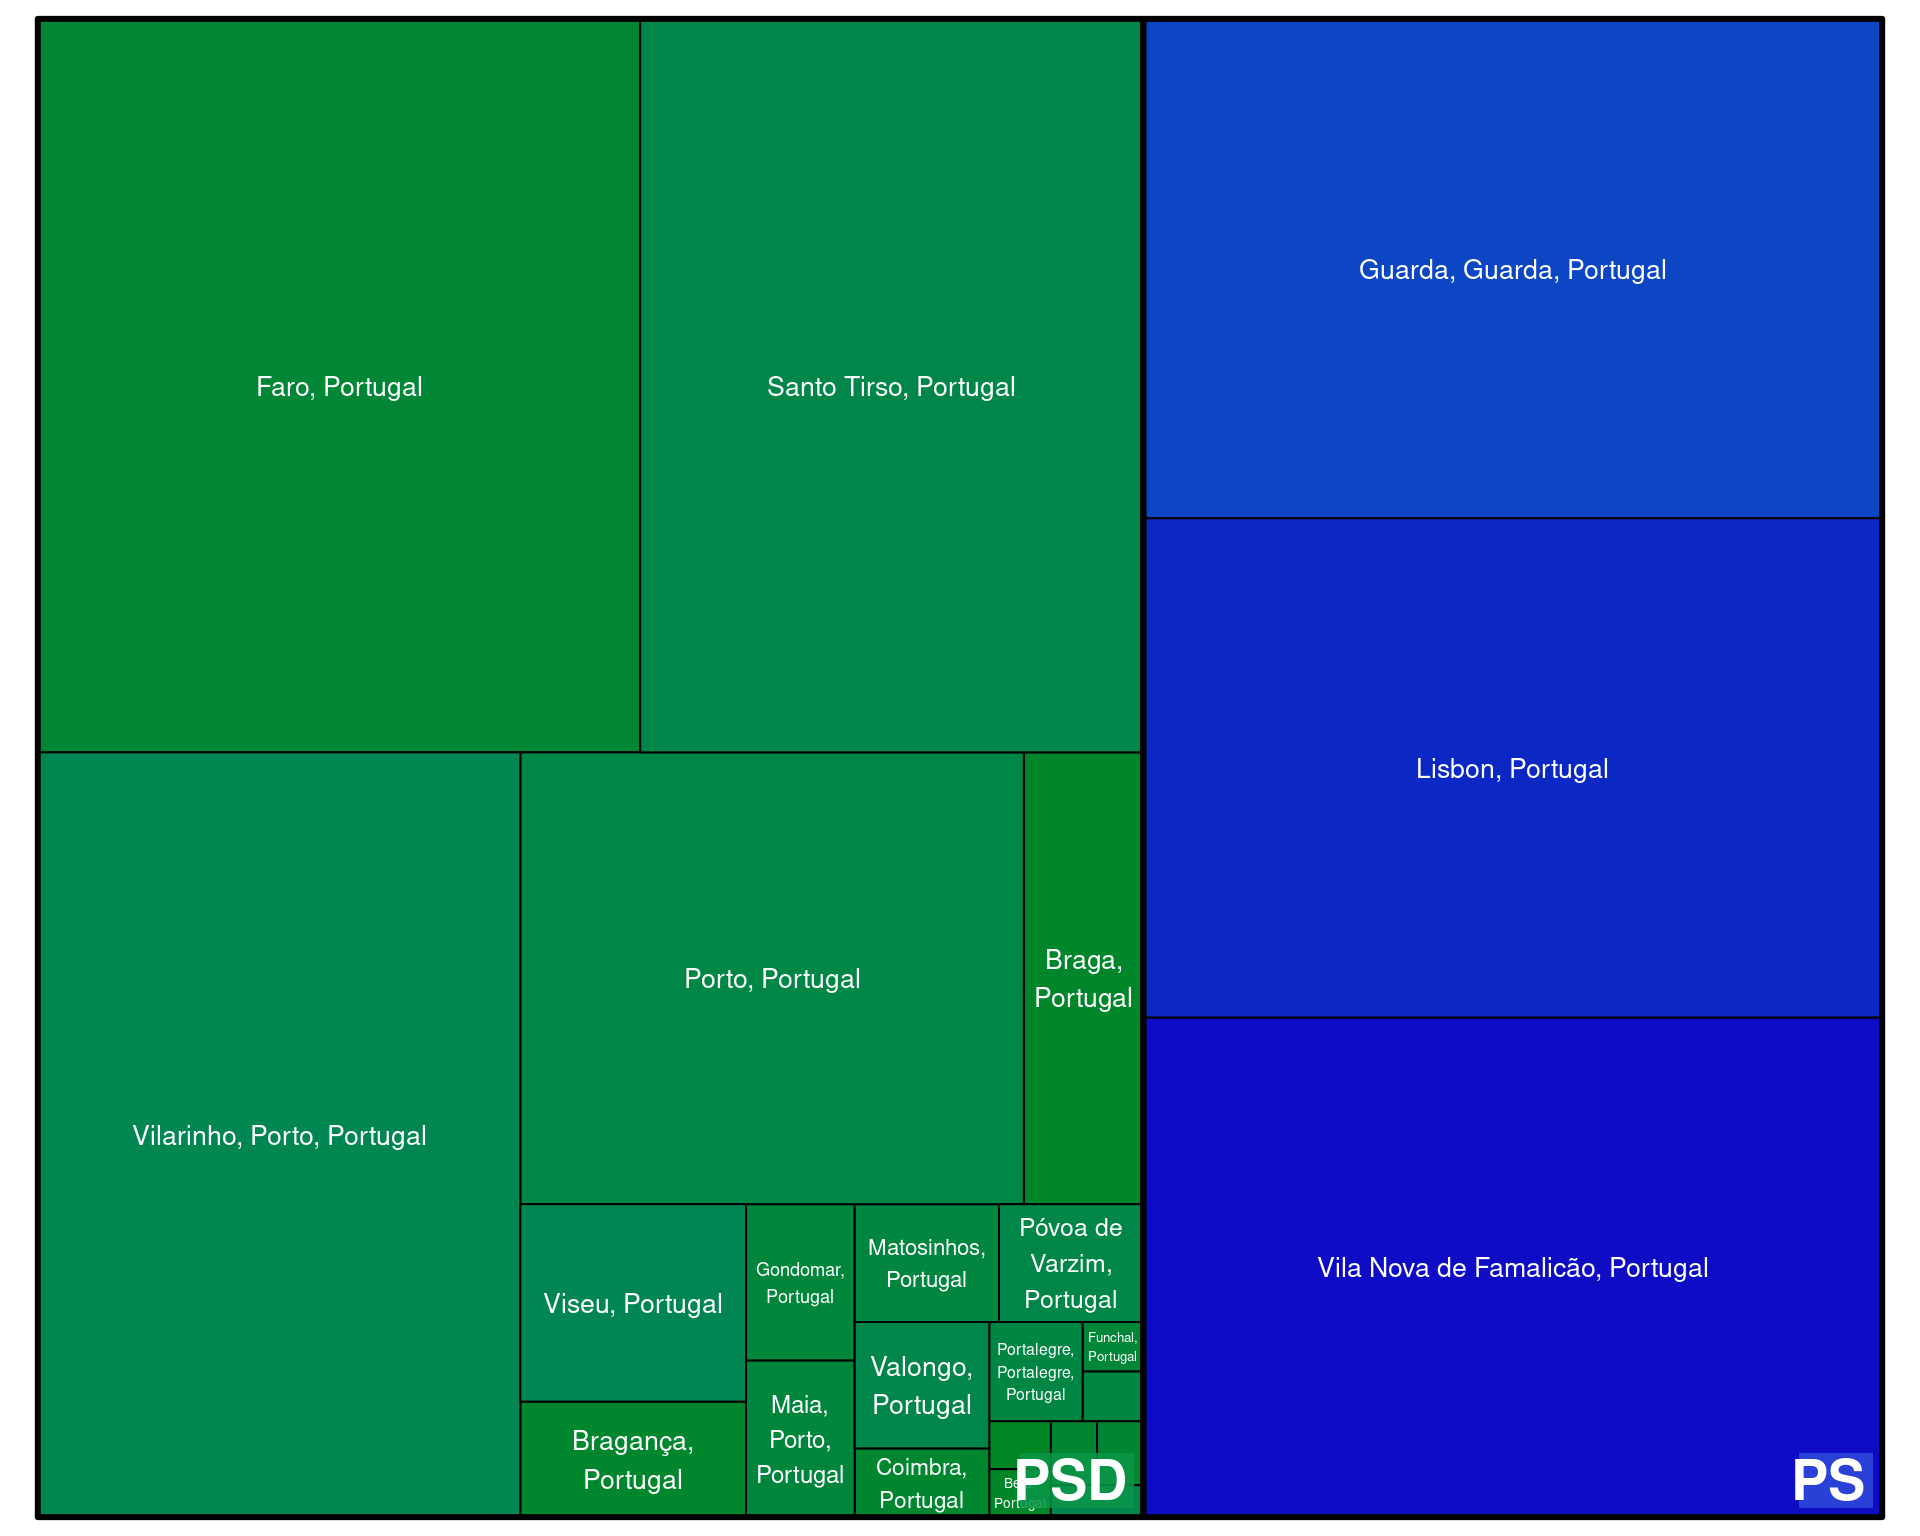 Faro, Portugal
Santo Tirso, Portugal
Guarda, Guarda, Portugal
Lisbon, Portugal
Vilarinho, Porto, Portugal
Porto, Portugal
Braga,
Portugal
Vila Nova de Famalicão, Portugal
Viseu, Portugal
Bragança,
Portugal
Gondomar,
Portugal
Maia,
Porto,
Portugal
Matosinhos,
Portugal
Póvoa de
Varzim,
Portugal
Valongo,
Portugal
Coimbra,
Portugal
Portalegre,
Portalegre,
Portugal
Funchal,
Portugal
Portugal
PSD
PS